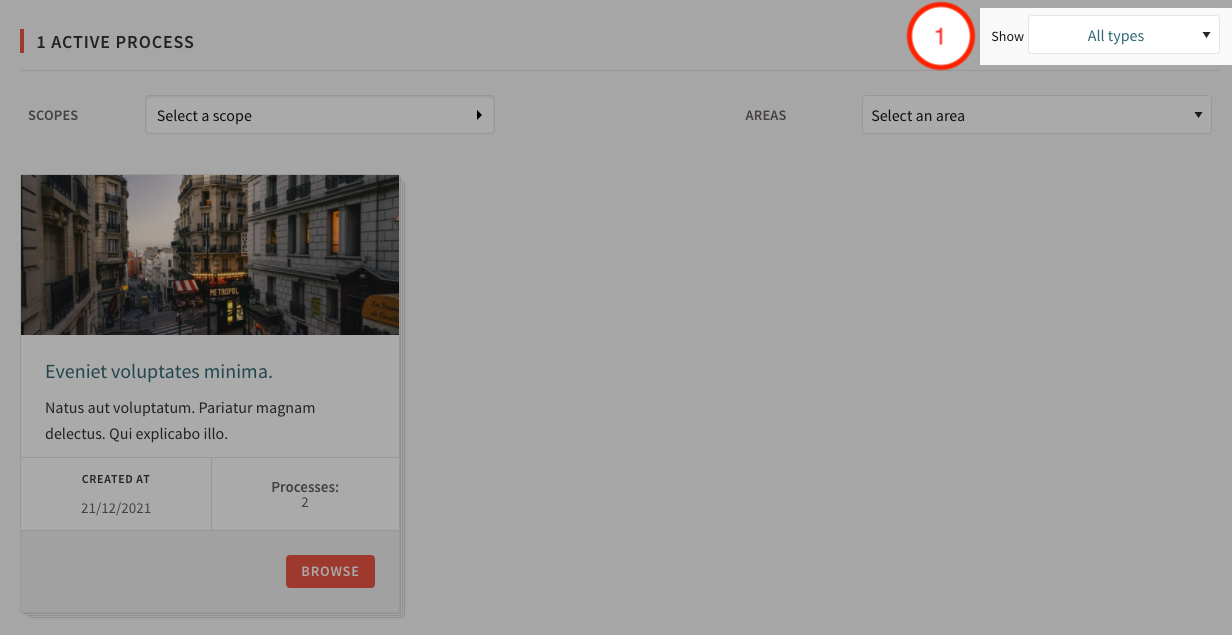 1 ACTIVE PROCESS
1
Show
All types
SCOPES
Select a scope
AREAS
Select an area
METROPOL
Eveniet voluptates minima.
Natus aut voluptatum. Pariatur magnam
delectus. Qui explicabo illo.
CREATED AT
21/12/2021
Processes:
2
BROWSE